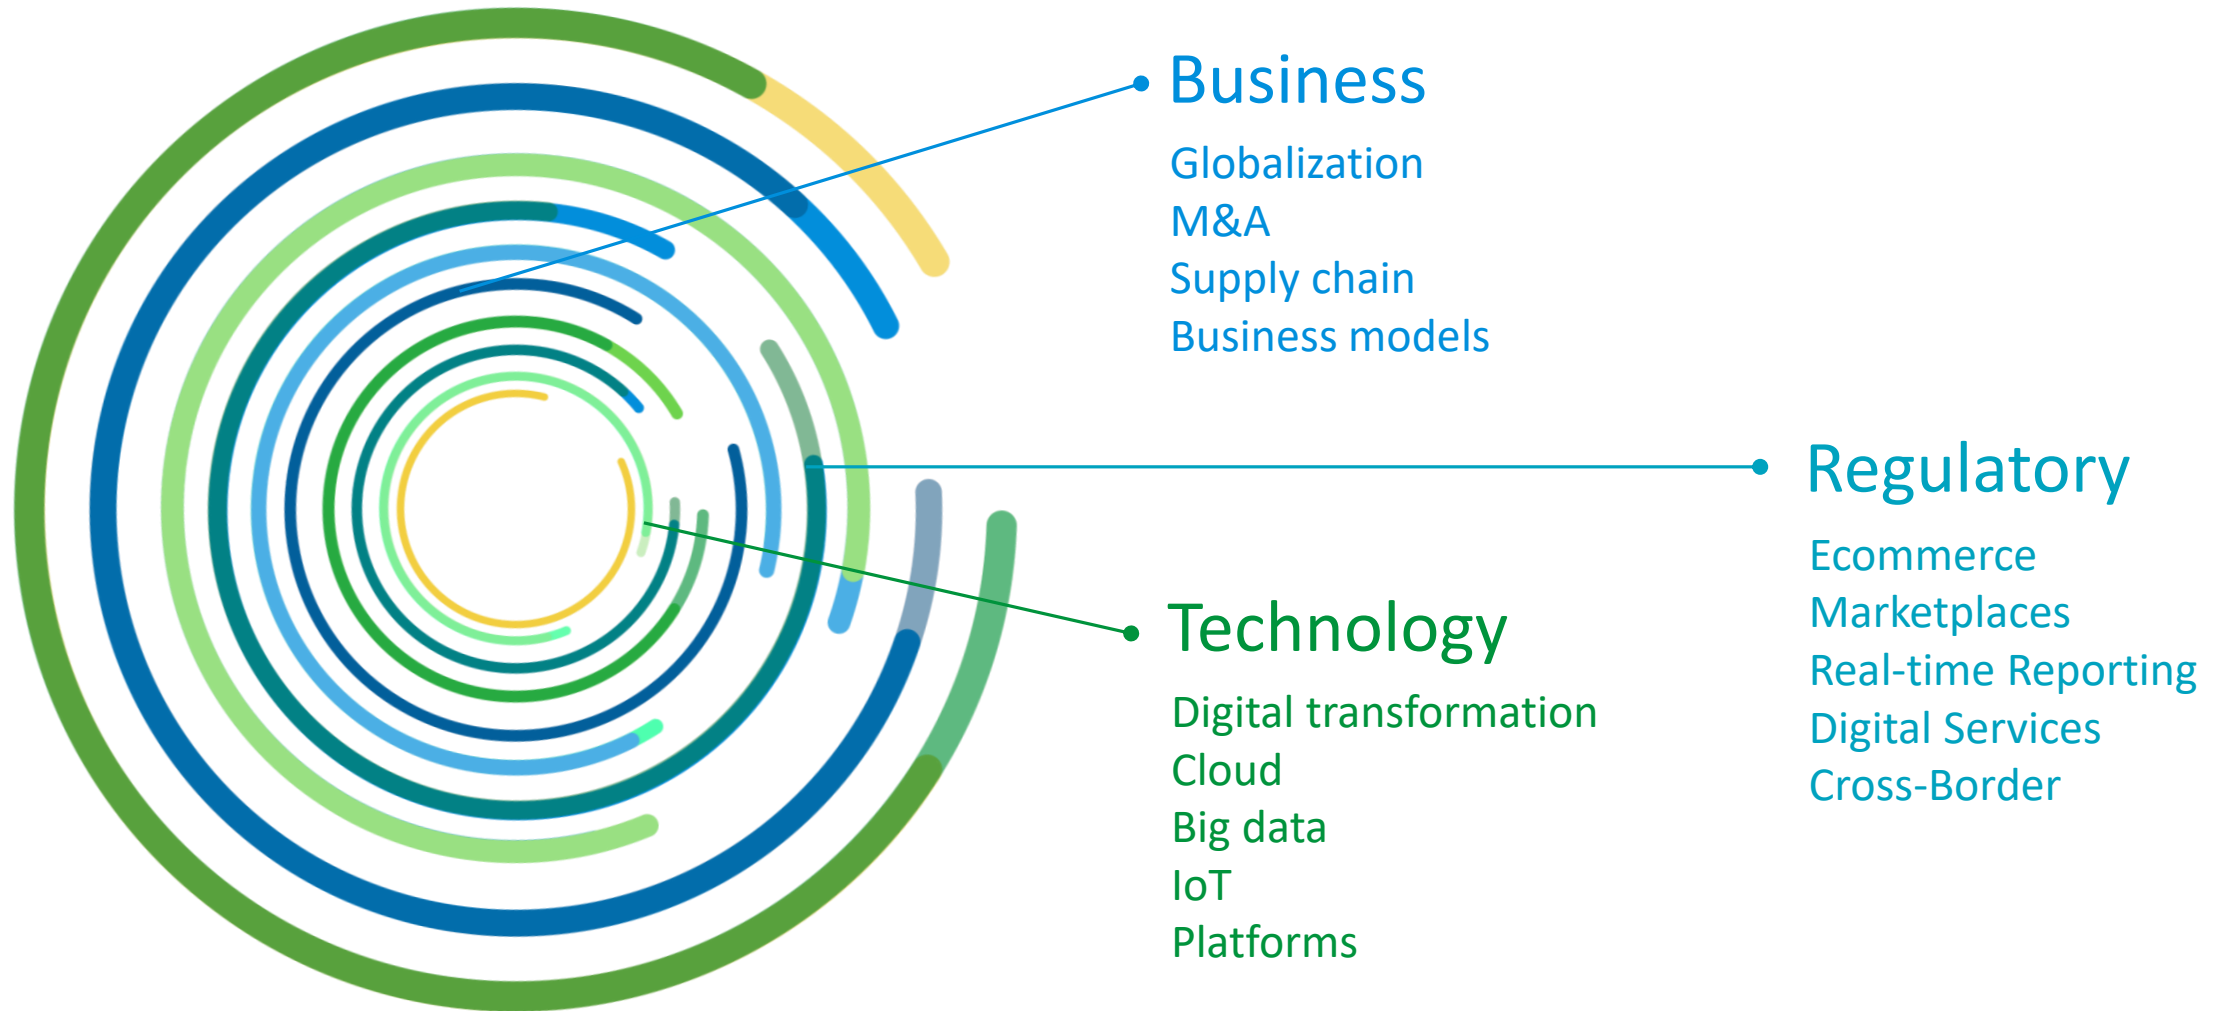 Business
Globalization
M&A
Supply chain
Business models
Regulatory
Ecommerce
Marketplaces
Real-time Reporting
Digital Services
Cross-Border
Technology
Digital transformation
Cloud
Big data
IoT
Platforms